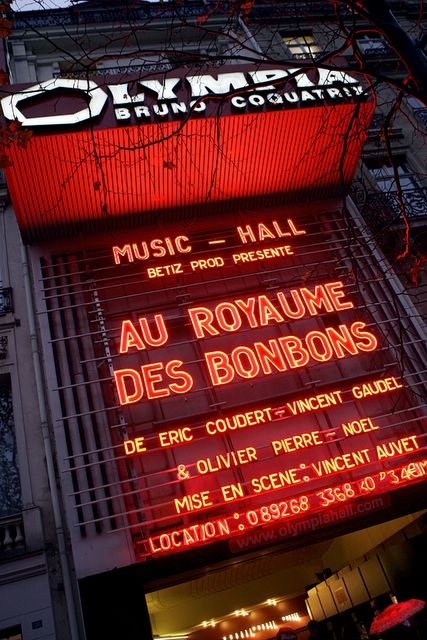 OLYMPIA
BRUNO COQUATRIX
MUSIC - HALL
BETIZ PROD PRESENTE
AU ROYAUME
DES BONBONS
DE ERIC COUDERT - VINCENT GAUDEL
& OLIVIER PIERRE - NOEL
MISE EN SCENE: VINCENT AUVET
LOCATION: 0 89268 3368
www.olympiahall.com